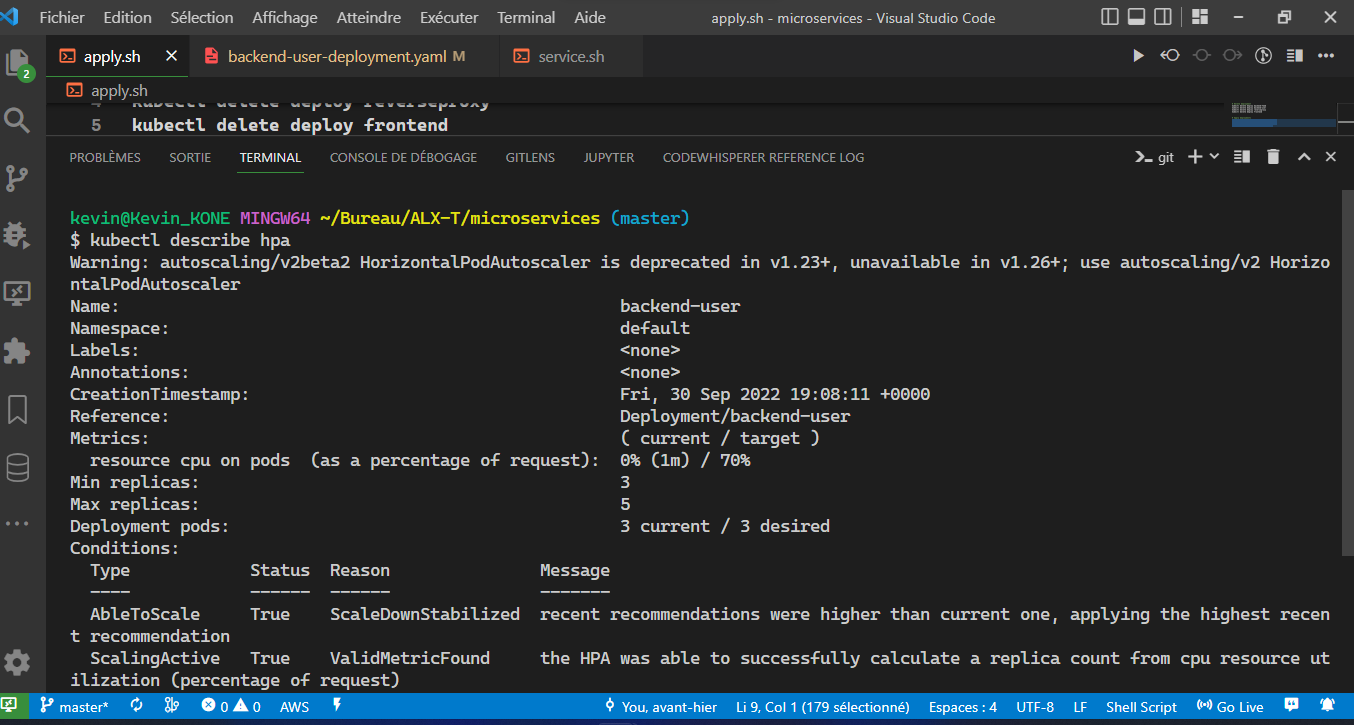 Fichier Edition Sélection Affichage Atteindre Exécuter Terminal Aide apply.sh - microservices - Visual Studio Code
apply.sh backend-user-deployment.yaml M service.sh
2
apply.sh
4 kubectl delete deploy reverseproxy
5 kubectl delete deploy frontend
PROBLÈMES SORTIE TERMINAL CONSOLE DE DÉBOGAGE GITLENS JUPYTER CODEWHISPERER REFERENCE LOG git
kevin@Kevin_KONE MINGW64 ~/Bureau/ALX-T/microservices (master)
$ kubectl describe hpa
Warning: autoscaling/v2beta2 HorizontalPodAutoscaler is deprecated in v1.23+, unavailable in v1.26+; use autoscaling/v2 Horizo
ntalPodAutoscaler
Name: backend-user
Namespace: default
Labels: <none>
Annotations: <none>
CreationTimestamp: Fri, 30 Sep 2022 19:08:11 +0000
Reference: Deployment/backend-user
Metrics: ( current / target )
resource cpu on pods (as a percentage of request): 0% (1m) / 70%
Min replicas: 3
Max replicas: 5
Deployment pods: 3 current / 3 desired
Conditions:
Type Status Reason Message
---- ------ ------ -------
AbleToScale True ScaleDownStabilized recent recommendations were higher than current one, applying the highest recen
t recommendation
ScalingActive True ValidMetricFound the HPA was able to successfully calculate a replica count from cpu resource ut
ilization (percentage of request)
master* 0 0 AWS You, avant-hier Li 9, Col 1 (179 sélectionné) Espaces : 4 UTF-8 LF Shell Script Go Live